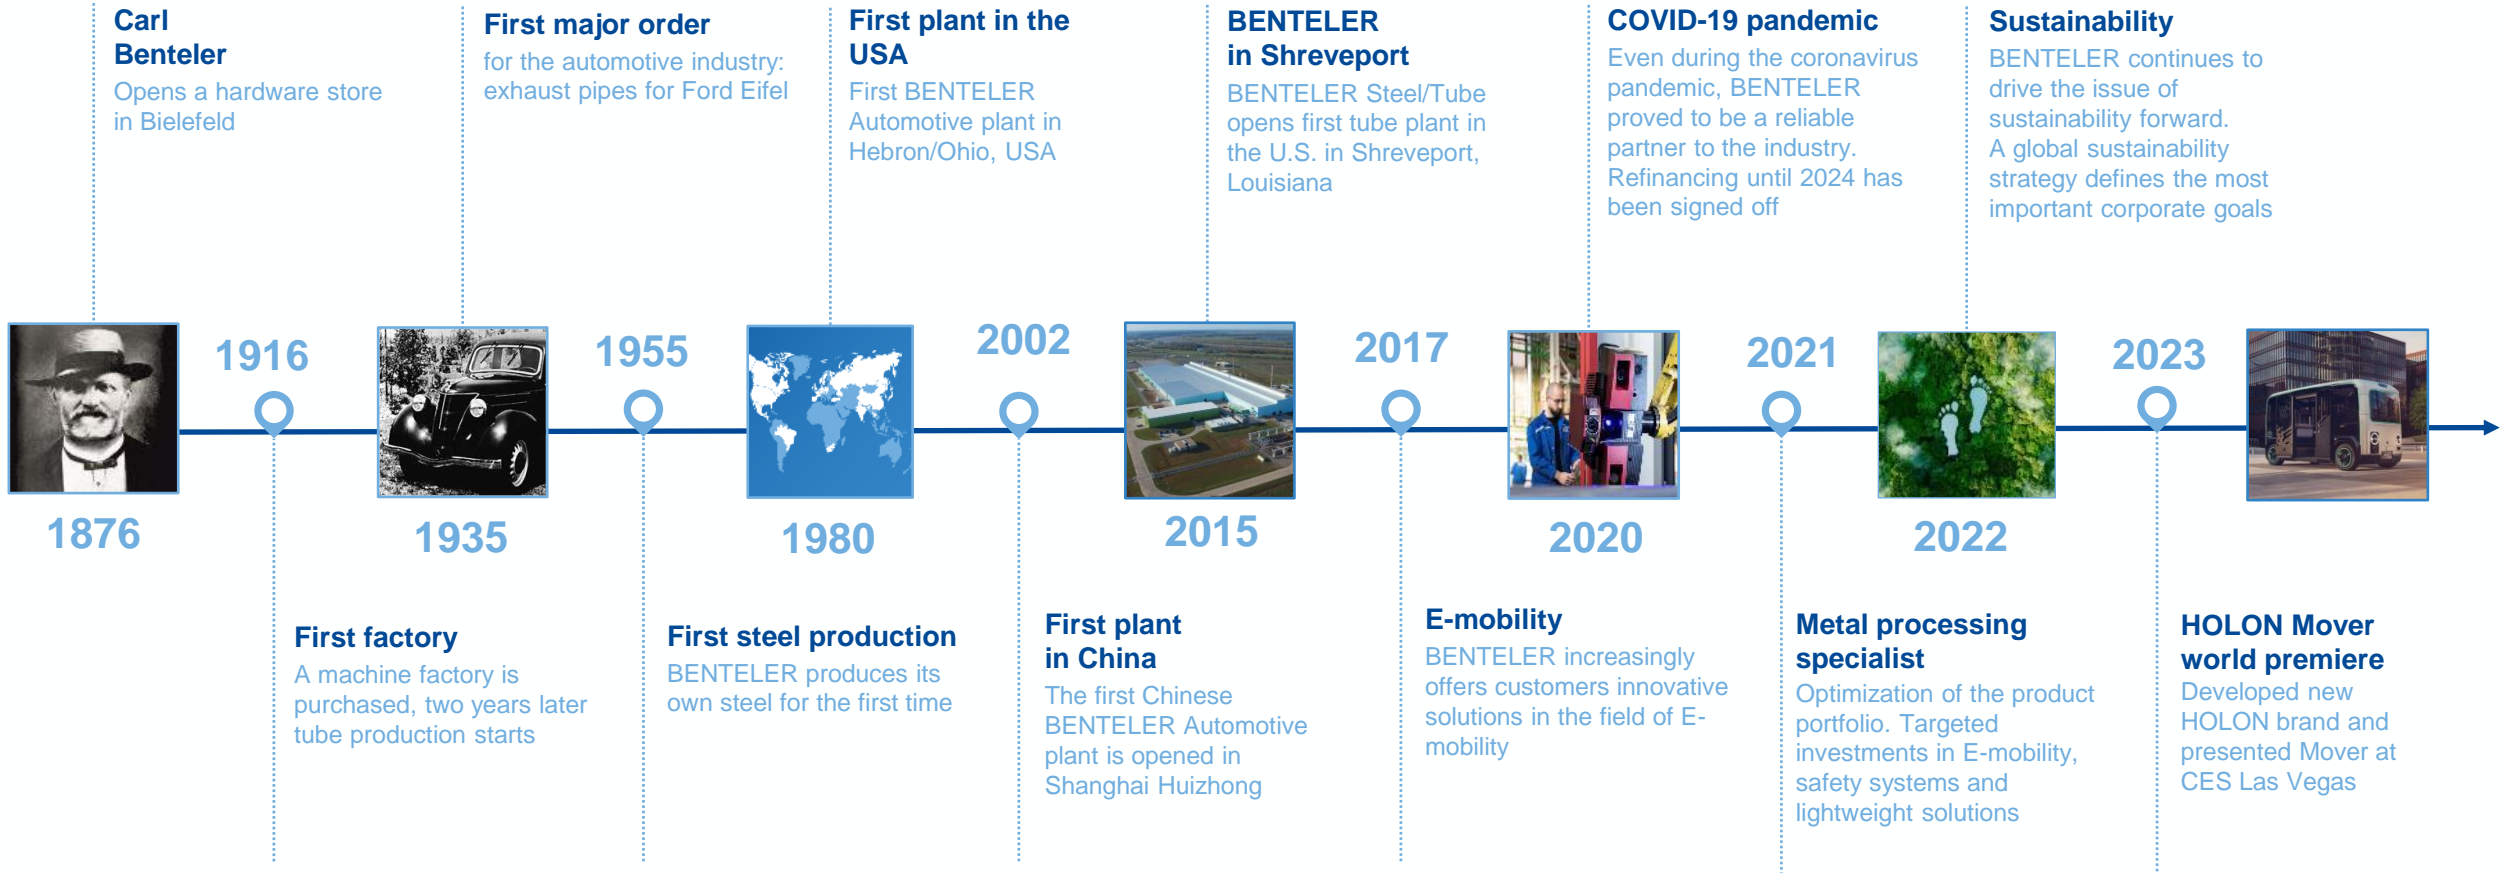 Carl
Benteler
Opens a hardware store
in Bielefeld
First major order
for the automotive industry:
exhaust pipes for Ford Eifel
First plant in the
USA
First BENTELER
Automotive plant in
Hebron/Ohio, USA
BENTELER
in Shreveport
BENTELER Steel/Tube
opens first tube plant in
the U.S. in Shreveport,
Louisiana
COVID-19 pandemic
Even during the coronavirus
pandemic, BENTELER
proved to be a reliable
partner to the industry.
Refinancing until 2024 has
been signed off
Sustainability
BENTELER continues to
drive the issue of
sustainability forward.
A global sustainability
strategy defines the most
important corporate goals
1916
1955
2002
2017
2021
2023
1876
1935
1980
2015
2020
2022
First factory
A machine factory is
purchased, two years later
tube production starts
First steel production
BENTELER produces its
own steel for the first time
First plant
in China
The first Chinese
BENTELER Automotive
plant is opened in
Shanghai Huizhong
E-mobility
BENTELER increasingly
offers customers innovative
solutions in the field of E-
mobility
Metal processing
specialist
Optimization of the product
portfolio. Targeted
investments in E-mobility,
safety systems and
lightweight solutions
HOLON Mover
world premiere
Developed new
HOLON brand and
presented Mover at
CES Las Vegas